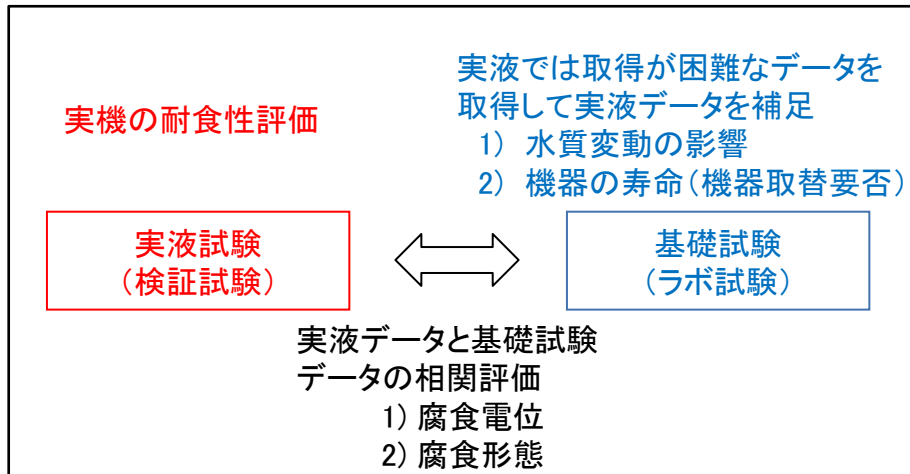 実機の耐食性評価
実液では取得が困難なデータを
取得して実液データを補足
1) 水質変動の影響
2) 機器の寿命(機器取替要否)
実液試験
(検証試験)
基礎試験
(ラボ試験)
実液データと基礎試験
データの相関評価
1) 腐食電位
2) 腐食形態